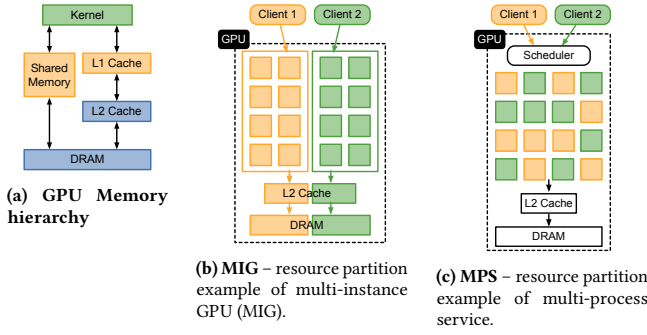 Kernel
Shared
Memory
L1 Cache
L2 Cache
DRAM
(a) GPU Memory
hierarchy
Client 1
Client 2
GPU
L2 Cache
DRAM
(b) MIG – resource partition
example of multi-instance
GPU (MIG).
Client 1
Client 2
GPU
Scheduler
L2 Cache
DRAM
(c) MPS – resource partition
example of multi-process
service.